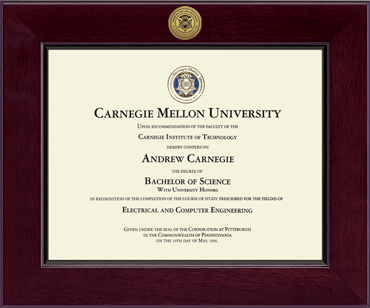 CARNEGIE MELLON UNIVERSITY
UPON RECOMMENDATION OF THE FACULTY OF THE
CARNEGIE INSTITUTE OF TECHNOLOGY
HEREBY CONFERS ON
ANDREW CARNEGIE
THE DEGREE OF
BACHELOR OF SCIENCE
WITH UNIVERSITY HONORS
IN RECOGNITION OF THE COMPLETION OF THE COURSE OF STUDY PRESCRIBED FOR THE FIELD OF
ELECTRICAL AND COMPUTER ENGINEERING
GIVEN UNDER THE SEAL OF THE CORPORATION AT PITTSBURGH
IN THE COMMONWEALTH OF PENNSYLVANIA
ON THE 19TH DAY OF MAY,